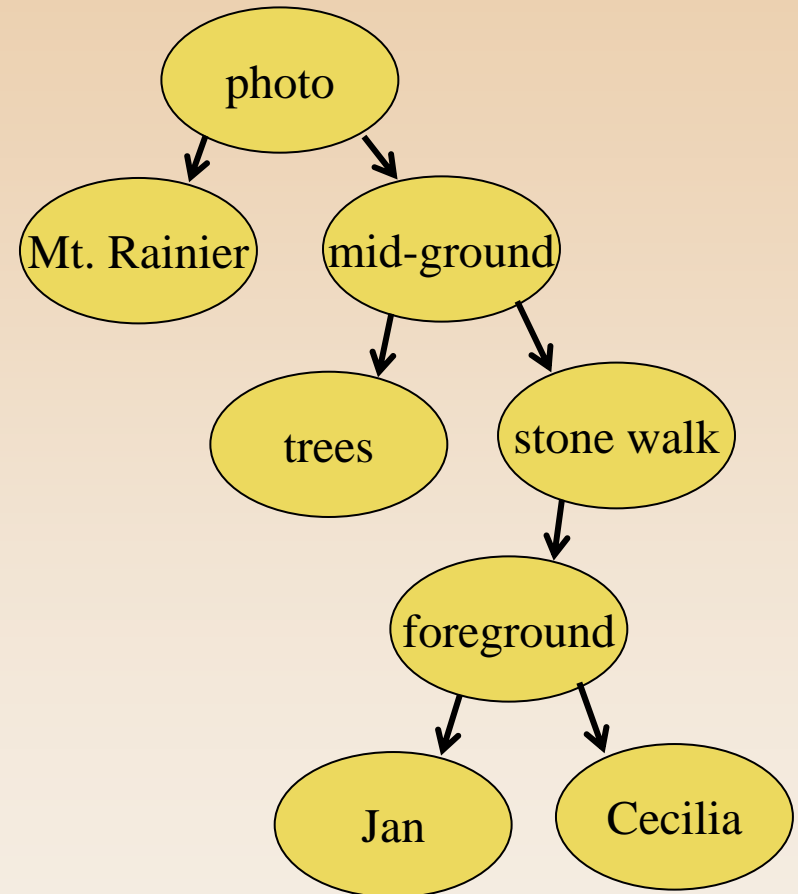 photo
Mt. Rainier
mid-ground
trees
stone walk
foreground
Jan
Cecilia